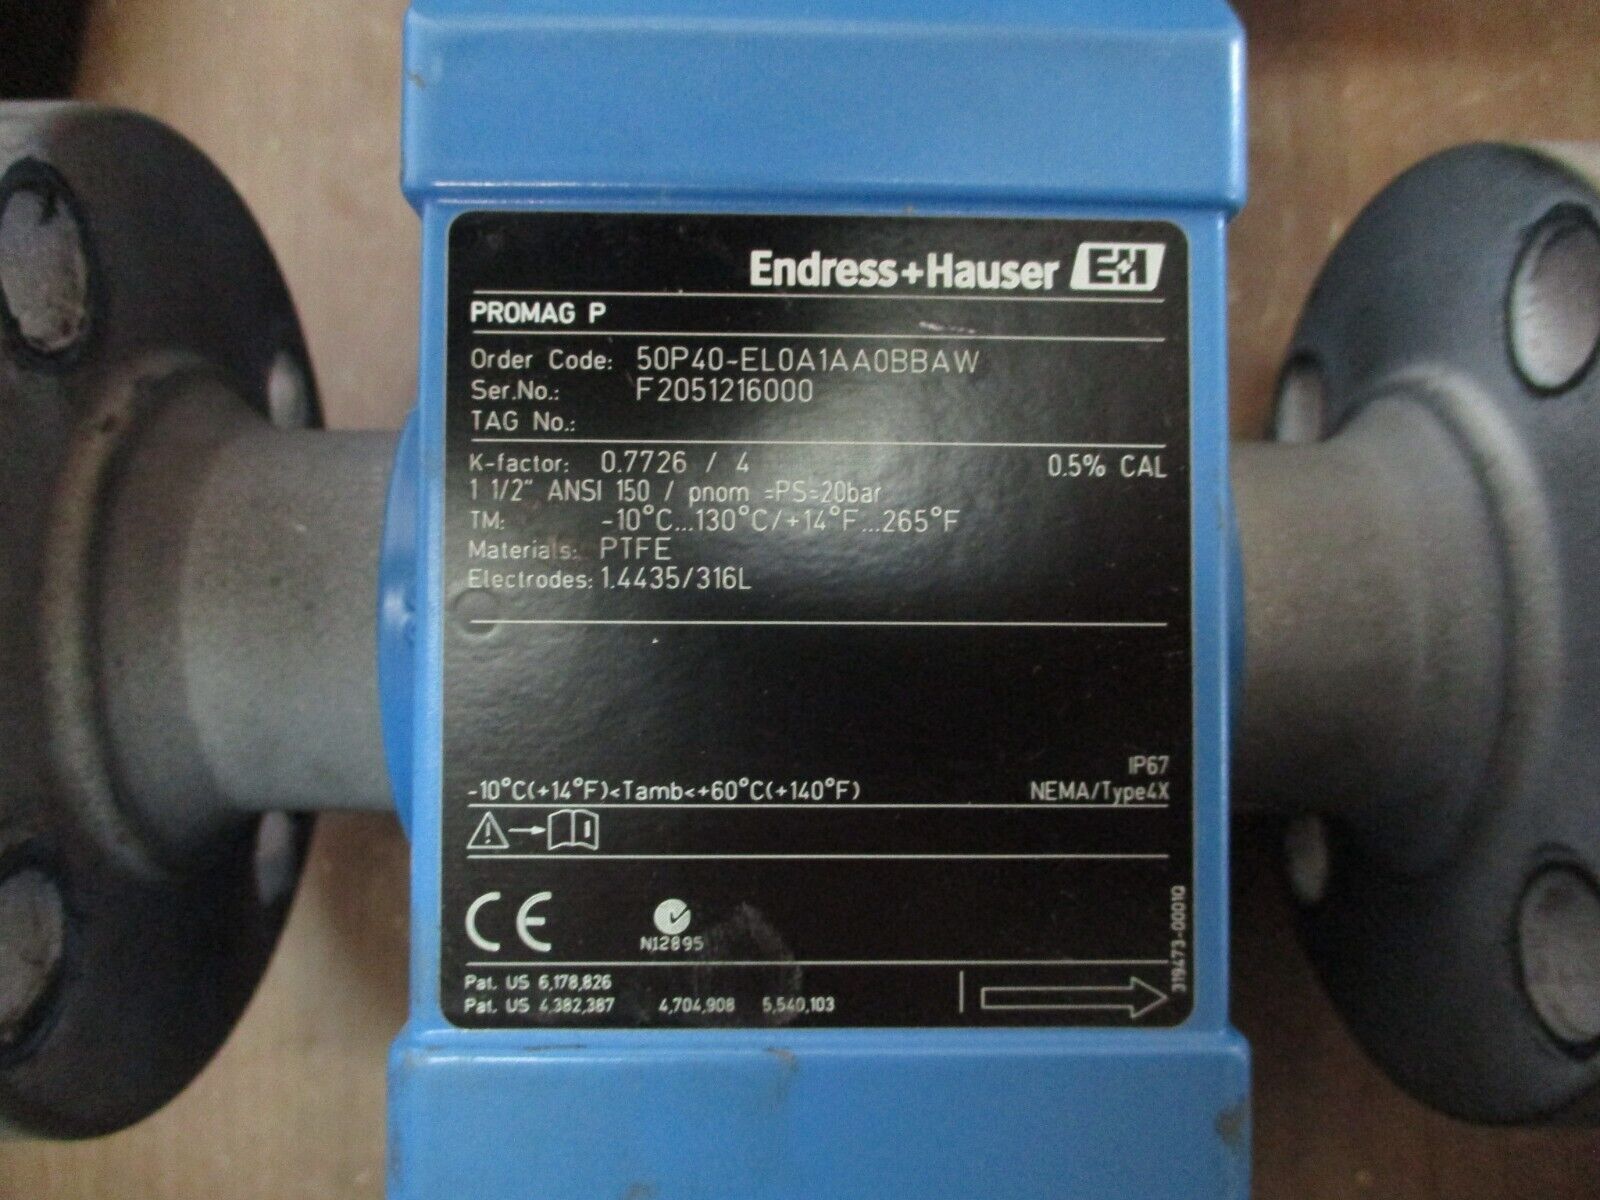 Endress+Hauser E+H
PROMAG P
Order Code: 50P40-EL0A1AA0BBAW
Ser.No.: F2051216000
TAG No.:
K-factor: 0.7726 / 4 0.5% CAL
1 1/2" ANSI 150 / pnom =PS=20bar
TM: -10°C...130°C/+14°F...265°F
Materials: PTFE
Electrodes: 1.4435/316L
IP67
-10°C(+14°F)<Tamb<+60°C(+140°F) NEMA/Type4X
CE
N12895
Pat. US 6,178,826
Pat. US 4,382,387 4,704,908 5,540,103
319473-0001Q